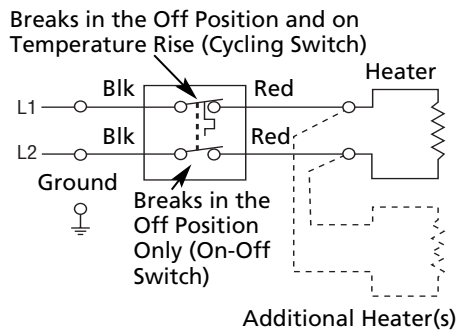 Breaks in the Off Position and on
Temperature Rise (Cycling Switch)
Heater
Blk
Red
L1
Blk
Red
L2
Ground
Breaks in the
Off Position
Only (On-Off
Switch)
Additional Heater(s)